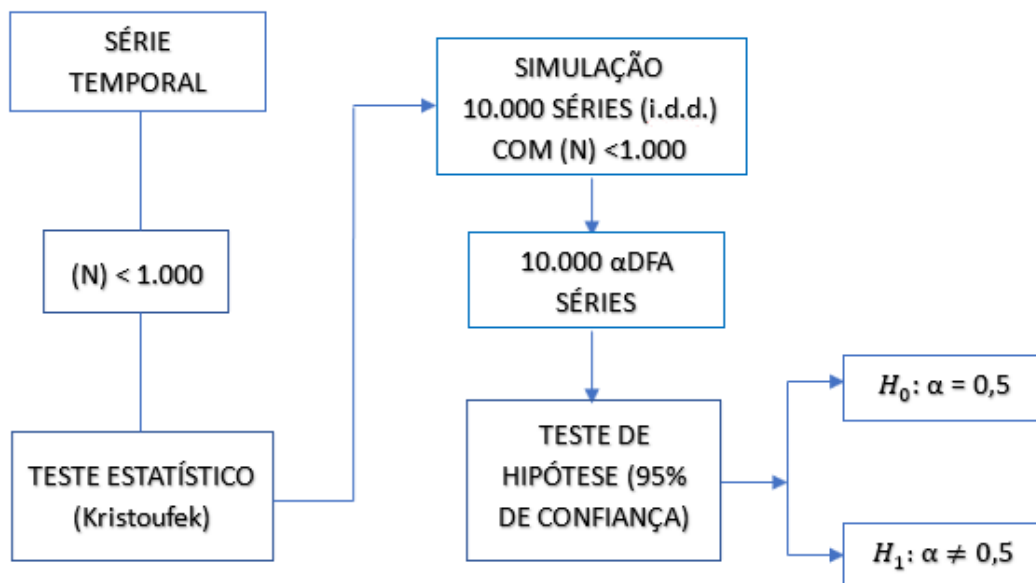 SÉRIE
TEMPORAL
(N) < 1.000
TESTE ESTATÍSTICO
(Kristoufek)
SIMULAÇÃO
10.000 SÉRIES (i.d.d.)
COM (N) <1.000
10.000 αDFA
SÉRIES
TESTE DE
HIPÓTESE (95%
DE CONFIANÇA)
H₀: α = 0,5
H₁: α ≠ 0,5